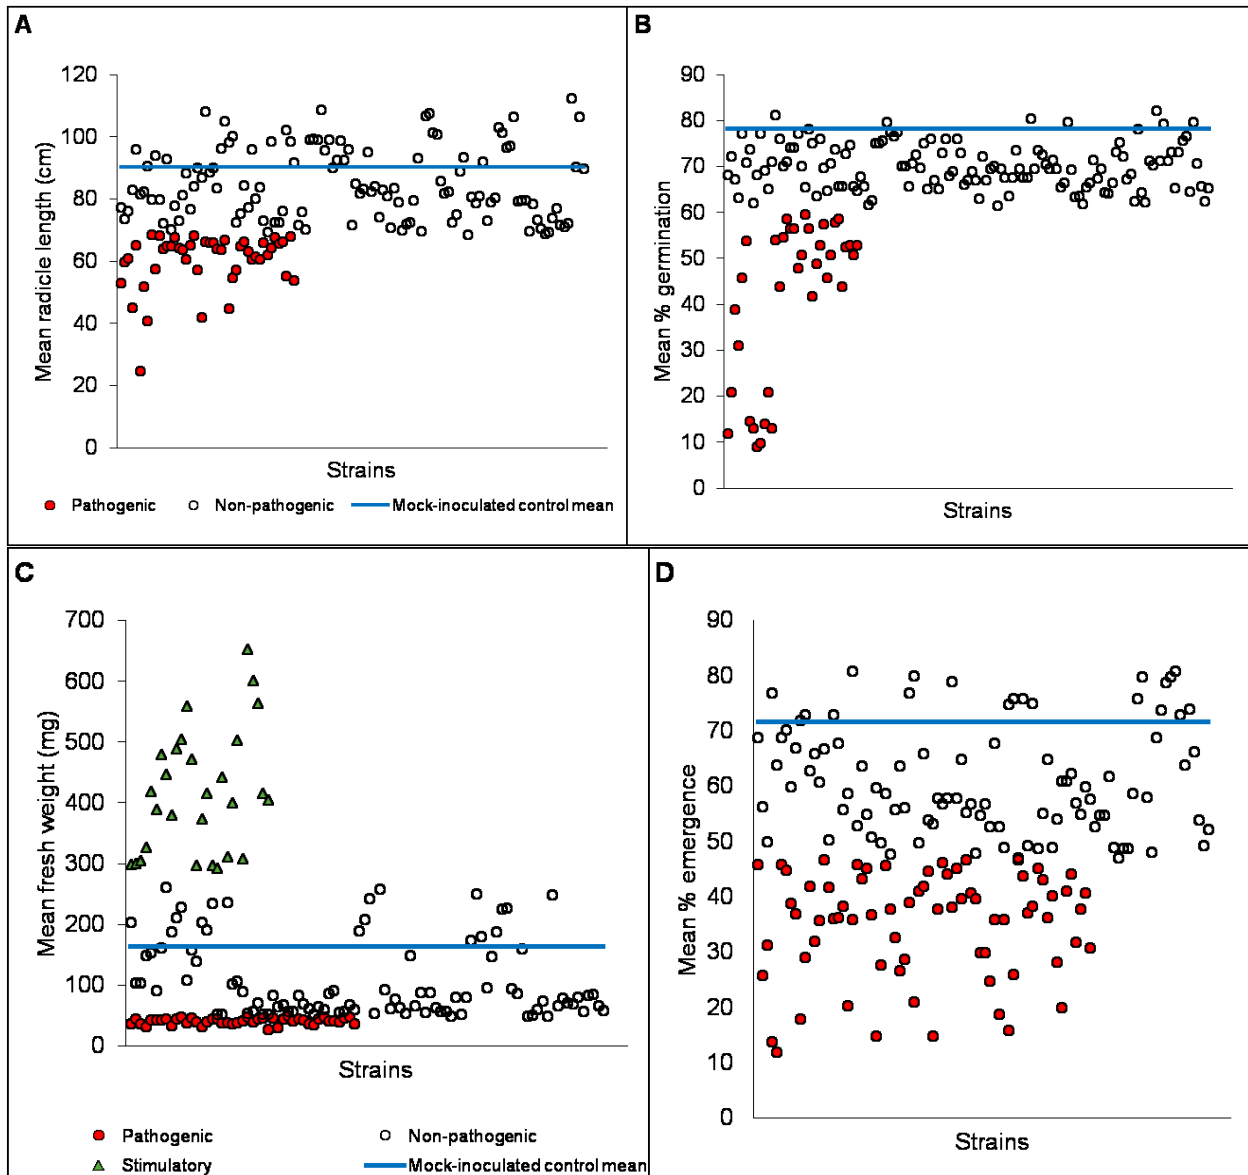 A
Mean radicle length (cm)
120
100
80
60
40
20
0
Strains
Pathogenic Non-pathogenic Mock-inoculated control mean
B
Mean % germination
90
80
70
60
50
40
30
20
10
0
Strains
C
Mean fresh weight (mg)
700
600
500
400
300
200
100
0
Strains
Pathogenic Non-pathogenic
Stimulatory Mock-inoculated control mean
D
Mean % emergence
90
80
70
60
50
40
30
20
10
0
Strains